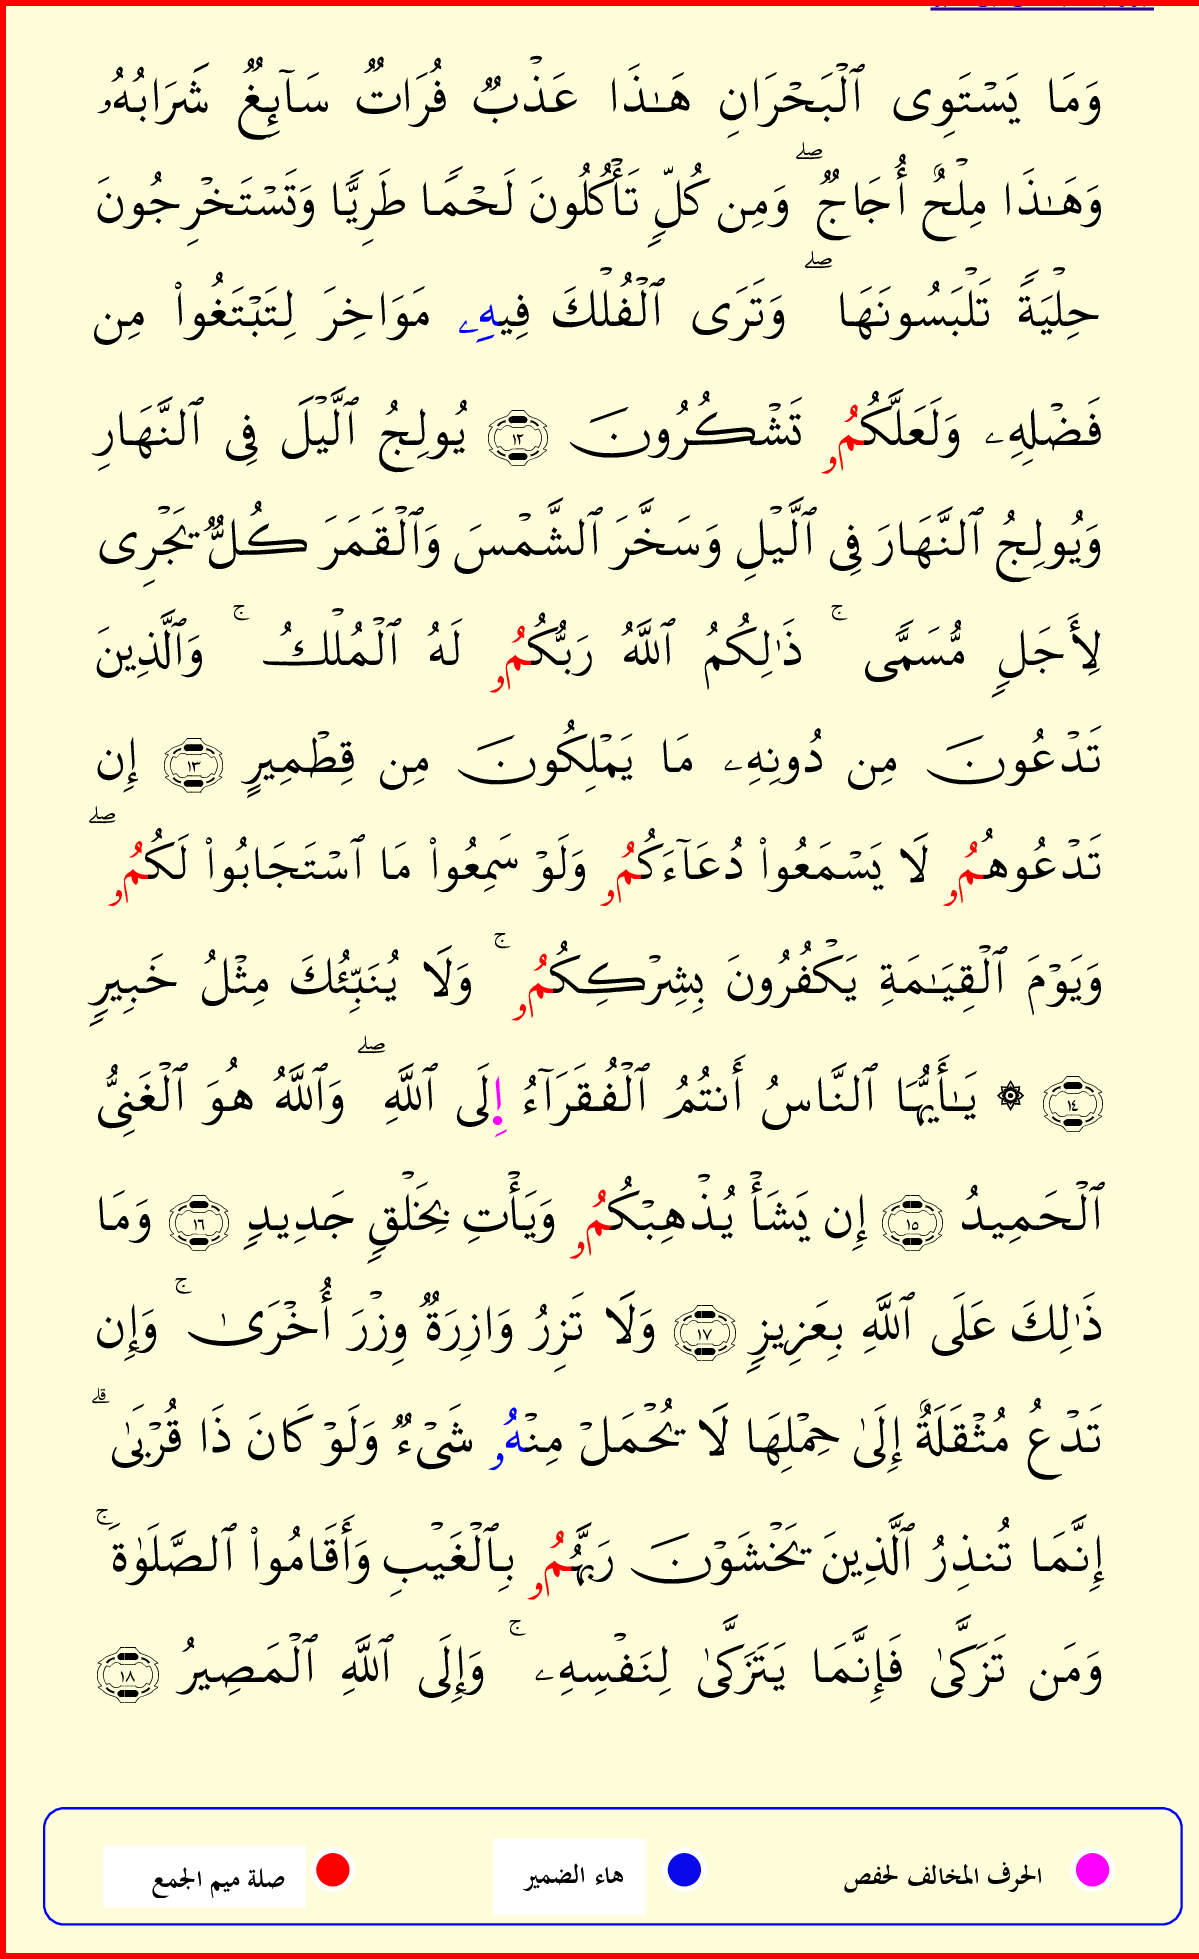 وَمَا يَسْتَوِى ٱلْبَحْرَانِ هَـٰذَا عَذْبٌ فُرَاتٌ سَآئِغٌ شَرَابُهُۥ
وَهَـٰذَا مِلْحٌ أُجَاجٌ ۖ وَمِن كُلٍّ تَأْكُلُونَ لَحْمًا طَرِيًّا وَتَسْتَخْرِجُونَ
حِلْيَةً تَلْبَسُونَهَا ۖ وَتَرَى ٱلْفُلْكَ فِيهِۦ مَوَاخِرَ لِتَبْتَغُوا۟ مِن
فَضْلِهِۦ وَلَعَلَّكُمُۥ تَشْكُرُونَ ١٢ يُولِجُ ٱلَّيْلَ فِى ٱلنَّهَارِ
وَيُولِجُ ٱلنَّهَارَ فِى ٱلَّيْلِ وَسَخَّرَ ٱلشَّمْسَ وَٱلْقَمَرَ كُلٌّ يَجْرِى
لِأَجَلٍ مُّسَمًّى ۚ ذَٰلِكُمُ ٱللَّهُ رَبُّكُمُۥ لَهُ ٱلْمُلْكُ ۚ وَٱلَّذِينَ
تَدْعُونَ مِن دُونِهِۦ مَا يَمْلِكُونَ مِن قِطْمِيرٍ ١٣ إِن
تَدْعُوهُمُۥ لَا يَسْمَعُوا۟ دُعَآءَكُمُۥ وَلَوْ سَمِعُوا۟ مَا ٱسْتَجَابُوا۟ لَكُمُۥ ۖ
وَيَوْمَ ٱلْقِيَـٰمَةِ يَكْفُرُونَ بِشِرْكِكُمُۥ ۚ وَلَا يُنَبِّئُكَ مِثْلُ خَبِيرٍ
١٤ ۞ يَـٰٓأَيُّهَا ٱلنَّاسُ أَنتُمُ ٱلْفُقَرَآءُ إِلَى ٱللَّهِ ۖ وَٱللَّهُ هُوَ ٱلْغَنِىُّ
ٱلْحَمِيدُ ١٥ إِن يَشَأْ يُذْهِبْكُمُۥ وَيَأْتِ بِخَلْقٍ جَدِيدٍ ١٦ وَمَا
ذَٰلِكَ عَلَى ٱللَّهِ بِعَزِيزٍ ١٧ وَلَا تَزِرُ وَازِرَةٌ وِزْرَ أُخْرَىٰ ۚ وَإِن
تَدْعُ مُثْقَلَةٌ إِلَىٰ حِمْلِهَا لَا يُحْمَلْ مِنْهُۥ شَىْءٌ وَلَوْ كَانَ ذَا قُرْبَىٰ ۗ
إِنَّمَا تُنذِرُ ٱلَّذِينَ يَخْشَوْنَ رَبَّهُمُۥ بِٱلْغَيْبِ وَأَقَامُوا۟ ٱلصَّلَوٰةَ ۚ
وَمَن تَزَكَّىٰ فَإِنَّمَا يَتَزَكَّىٰ لِنَفْسِهِۦ ۚ وَإِلَى ٱللَّهِ ٱلْمَصِيرُ ١٨
الحرف المخالف لحفص هاء الضمير صلة ميم الجمع